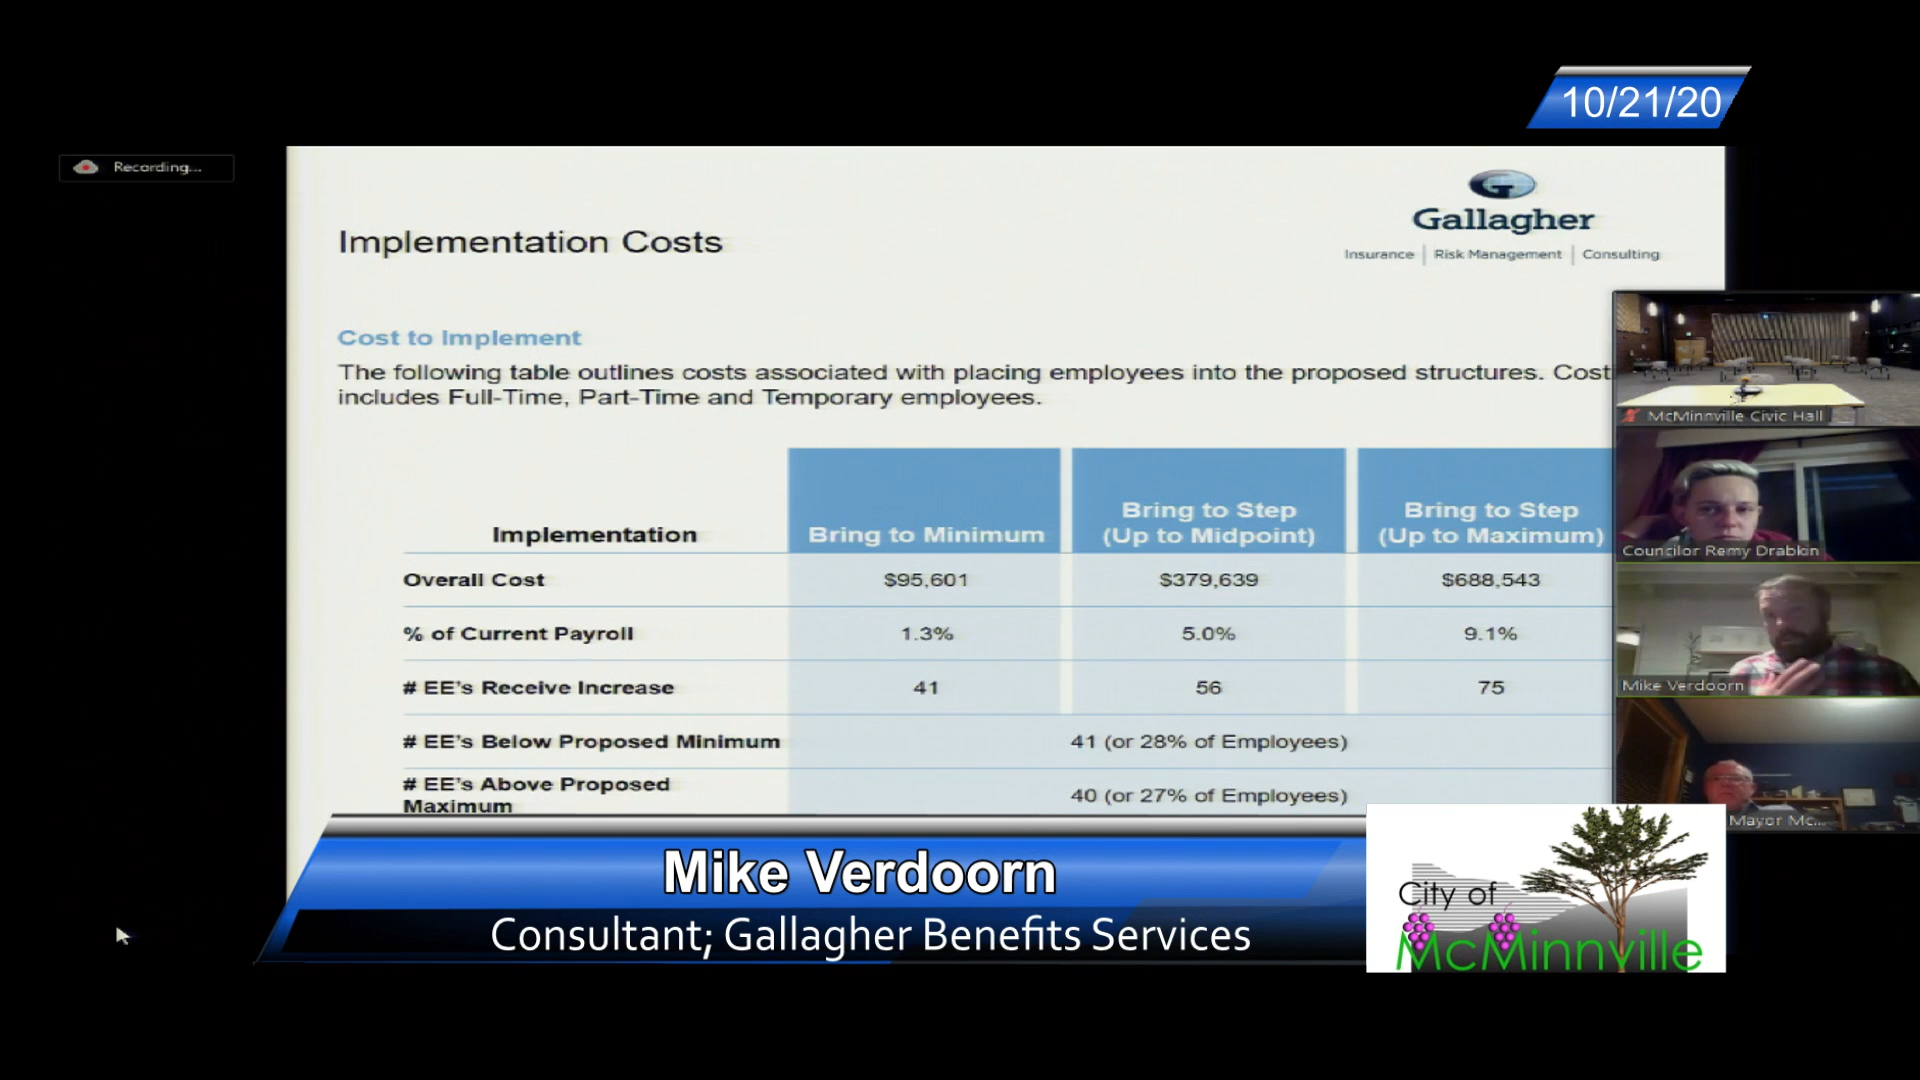 10/21/20
Recording...
Gallagher
Insurance | Risk Management | Consulting
Implementation Costs
Cost to Implement
The following table outlines costs associated with placing employees into the proposed structures. Cost
includes Full-Time, Part-Time and Temporary employees.
Implementation
Bring to Minimum
Bring to Step
(Up to Midpoint)
Bring to Step
(Up to Maximum)
Overall Cost $95,601 $379,639 $688,543
% of Current Payroll 1.3% 5.0% 9.1%
# EE's Receive Increase 41 56 75
# EE's Below Proposed Minimum 41 (or 28% of Employees)
# EE's Above Proposed
Maximum
40 (or 27% of Employees)
McMinnville Civic Hall
Councilor Remy Drabkin
Mike Verdoorn
Mayor Mc...
Mike Verdoorn
Consultant; Gallagher Benefits Services
City of
McMinnville